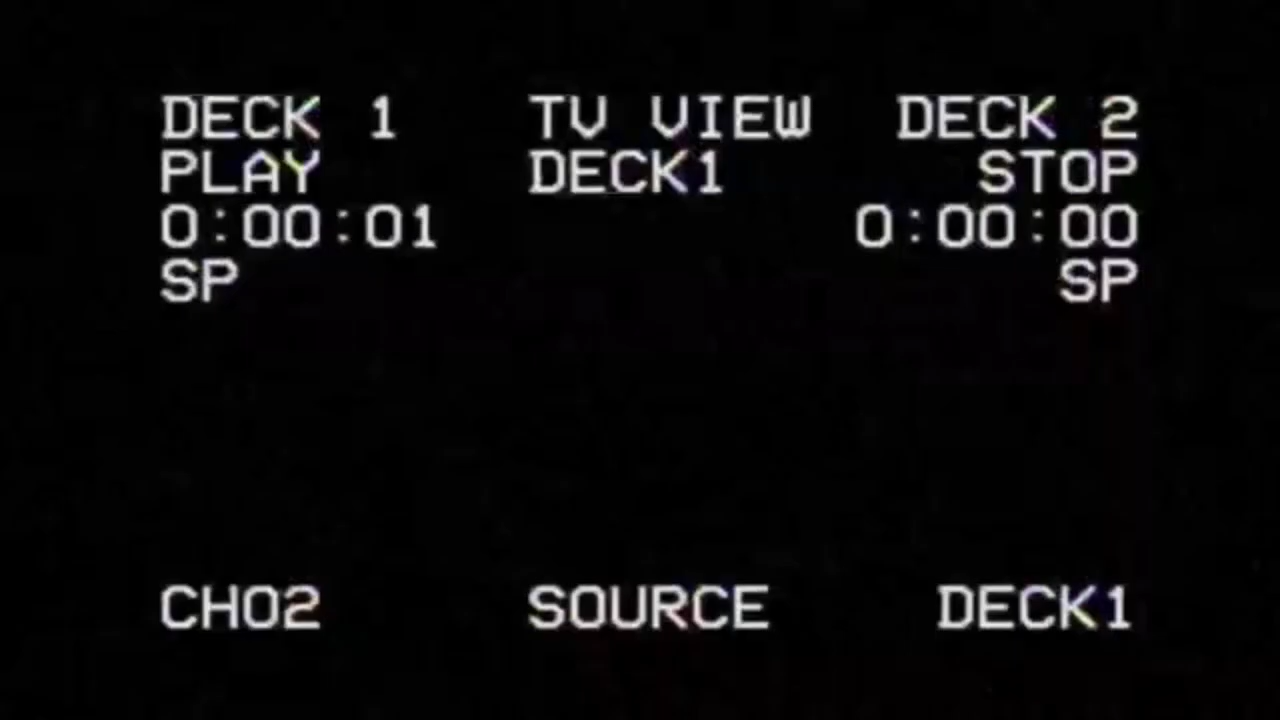 DECK 1 TV VIEW DECK 2
PLAY DECK1 STOP
0:00:01 0:00:00
SP SP
CH02 SOURCE DECK1